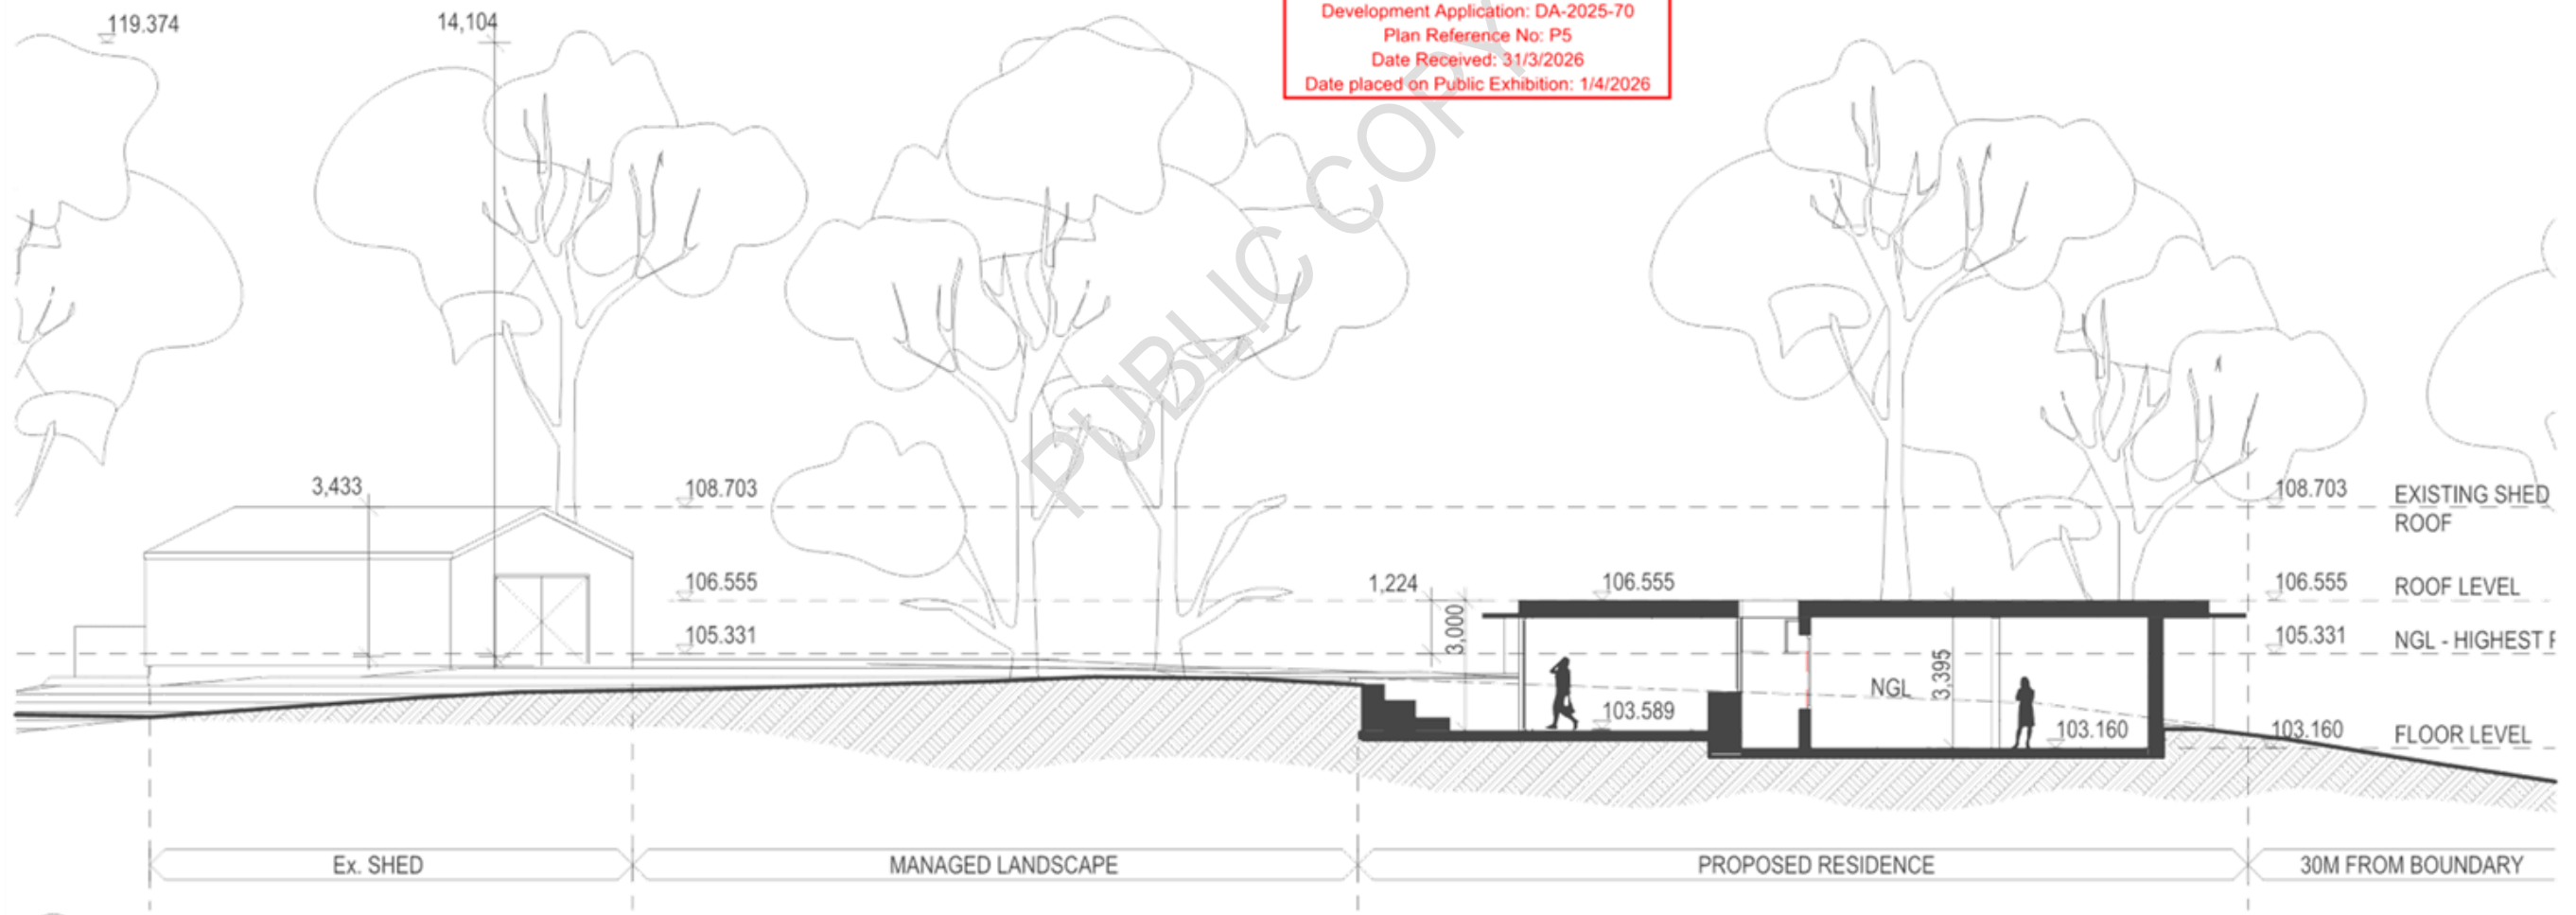 Development Application: DA-2025-70
Plan Reference No: P5
Date Received: 31/3/2026
Date placed on Public Exhibition: 1/4/2026
119.374
14,104
PUBLIC COPY
3,433
108.703
108.703
EXISTING SHED
ROOF
106.555
1,224
3,000
106.555
106.555
ROOF LEVEL
105.331
105.331
NGL - HIGHEST
NGL
3,395
103.589
103.160
103.160
FLOOR LEVEL
Ex. SHED
MANAGED LANDSCAPE
PROPOSED RESIDENCE
30M FROM BOUNDARY